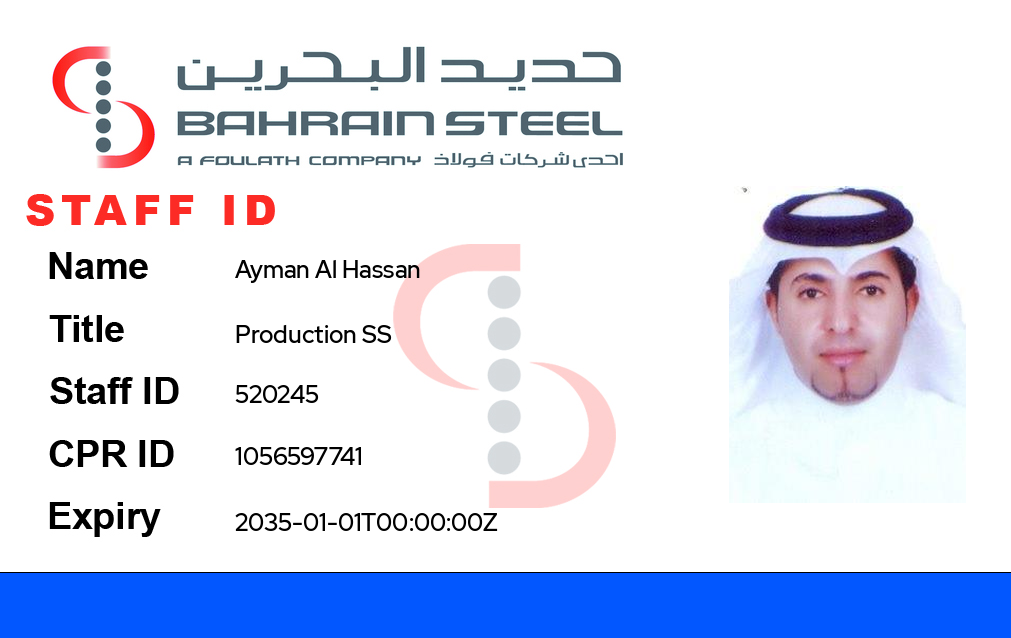 حديد البحرين
BAHRAIN STEEL
A FOULATH COMPANY احدى شركات فولاذ
STAFF ID
Name Ayman Al Hassan
Title Production SS
Staff ID 520245
CPR ID 1056597741
Expiry 2035-01-01T00:00:00Z